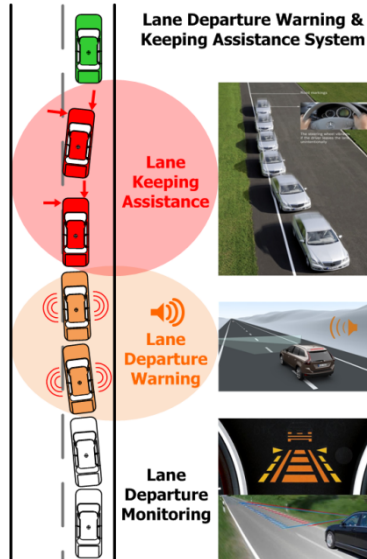 Lane Departure Warning &
Keeping Assistance System
Lane
Keeping
Assistance
Lane
Departure
Warning
Lane
Departure
Monitoring